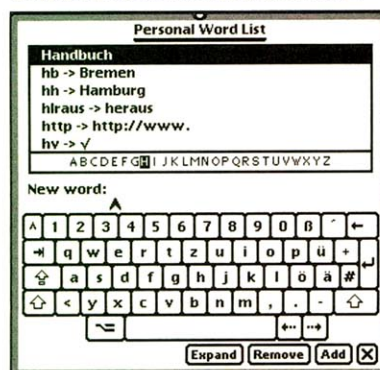 Personal Word List
Handbuch
hb -> Bremen
hh -> Hamburg
hlraus -> heraus
http -> http://www.
hv -> √
ABCDEFGHIJKLMNOPQRSTUVWXYZ
New word:
^ 1 2 3 4 5 6 7 8 9 0 ß ´ ←
→| q w e r t z u i o p ü +
a s d f g h j k l ö ä # ↵
⇧ < y x c v b n m , . - ⇧
⌥ ⇠ ⇢
Expand Remove Add X